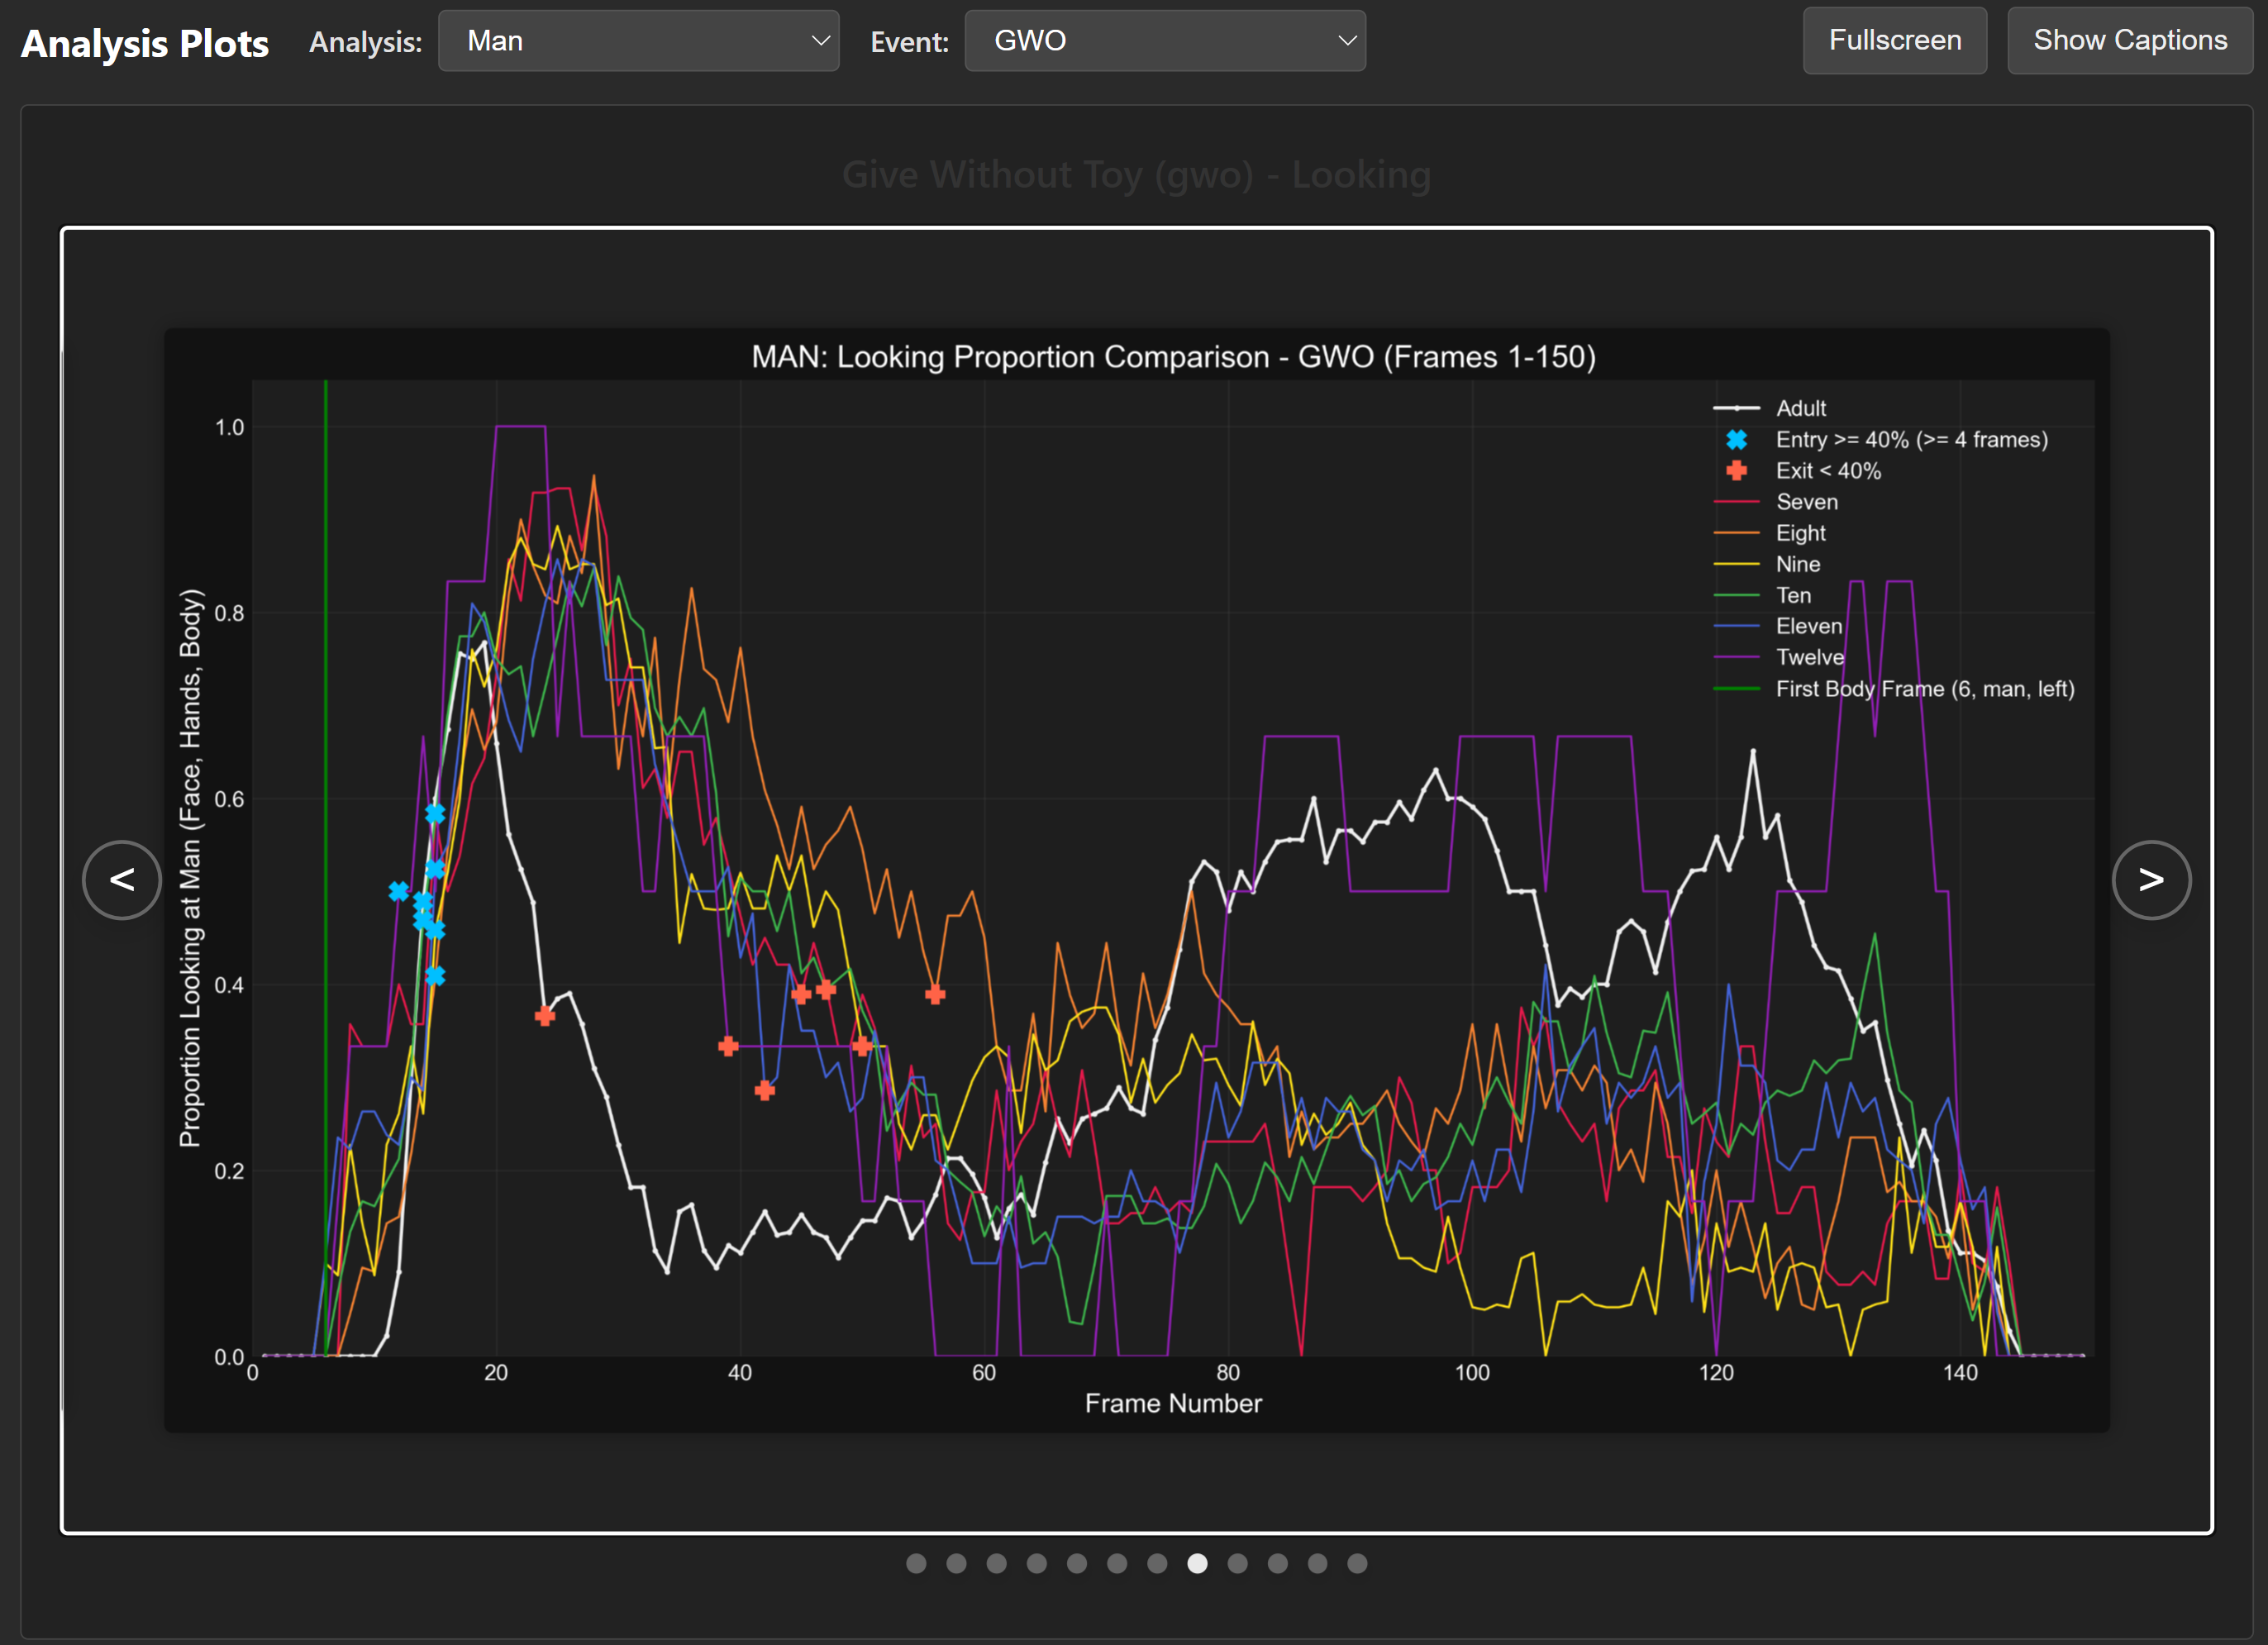 Analysis Plots
Analysis:
Man
Event:
GWO
Fullscreen
Show Captions
Give Without Toy (gwo) - Looking
MAN: Looking Proportion Comparison - GWO (Frames 1-150)
Adult
Entry >= 40% (>= 4 frames)
Exit < 40%
Seven
Eight
Nine
Ten
Eleven
Twelve
First Body Frame (6, man, left)
Proportion Looking at Man (Face, Hands, Body)
1.0
0.8
0.6
0.4
0.2
0.0
0
20
40
60
80
100
120
140
Frame Number
<
>